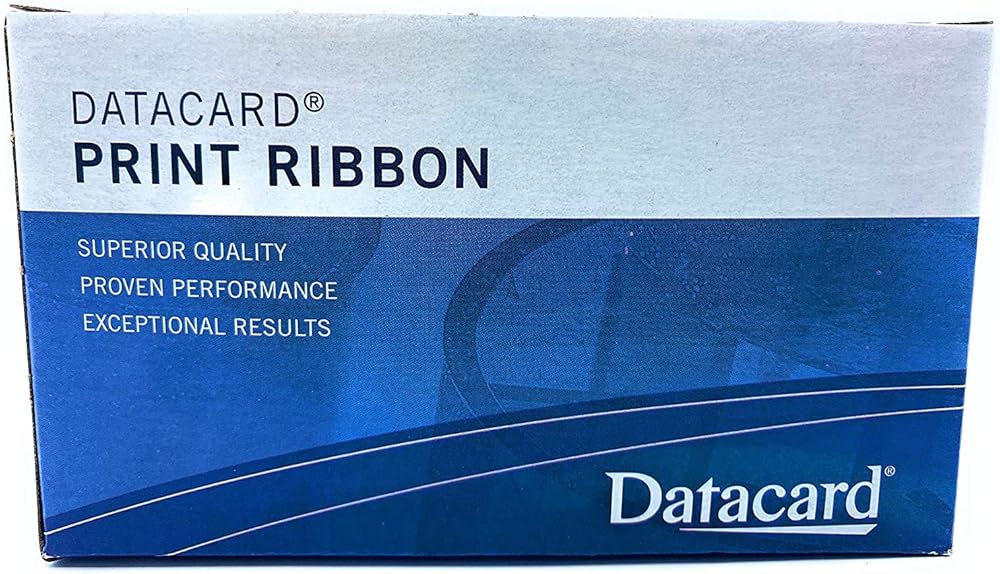 DATACARD®
PRINT RIBBON
SUPERIOR QUALITY
PROVEN PERFORMANCE
EXCEPTIONAL RESULTS
Datacard®